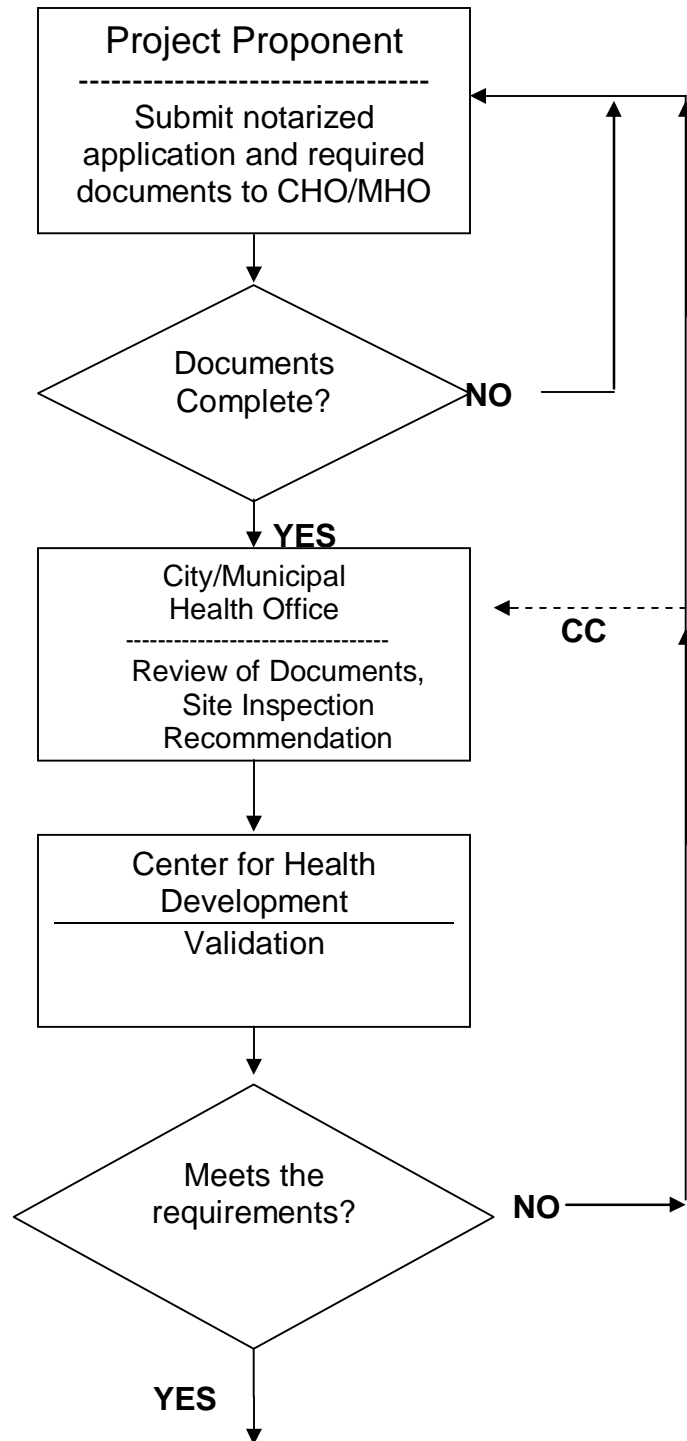 Project Proponent
---------------------------------
Submit notarized
application and required
documents to CHO/MHO
Documents
Complete?
NO
YES
City/Municipal
Health Office
---------------------------------
CC
Review of Documents,
Site Inspection
Recommendation
Center for Health
Development
Validation
Meets the
requirements?
NO
YES